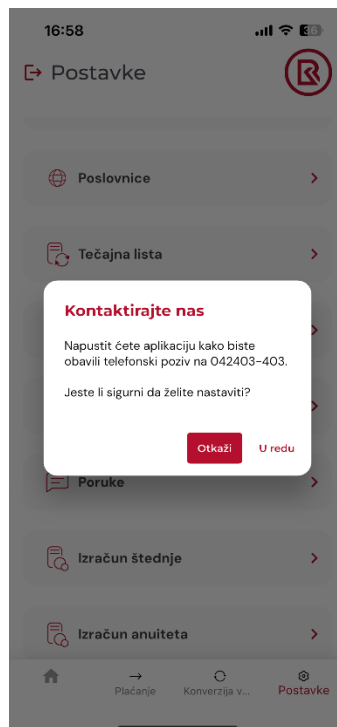 16:58
36
Postavke
Poslovnice
Tečajna lista
Kontaktirajte nas
Napustit ćete aplikaciju kako biste
obavili telefonski poziv na 042403-403.
Jeste li sigurni da želite nastaviti?
Otkaži
U redu
Poruke
Izračun štednje
Izračun anuiteta
Plaćanje
Konverzija v...
Postavke